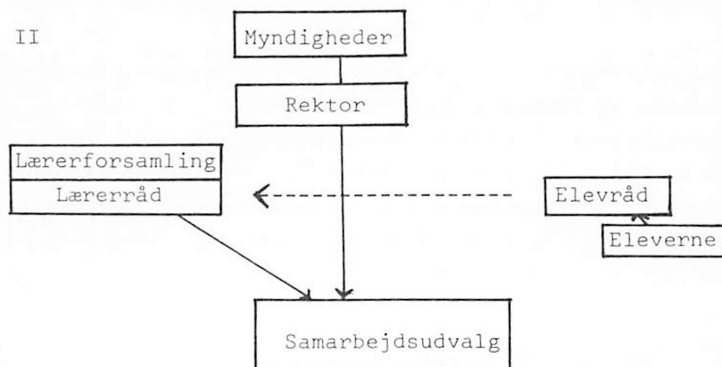 II
Myndigheder
Rektor
Lærerforsamling
Lærerråd
Elevråd
Eleverne
Samarbejdsudvalg